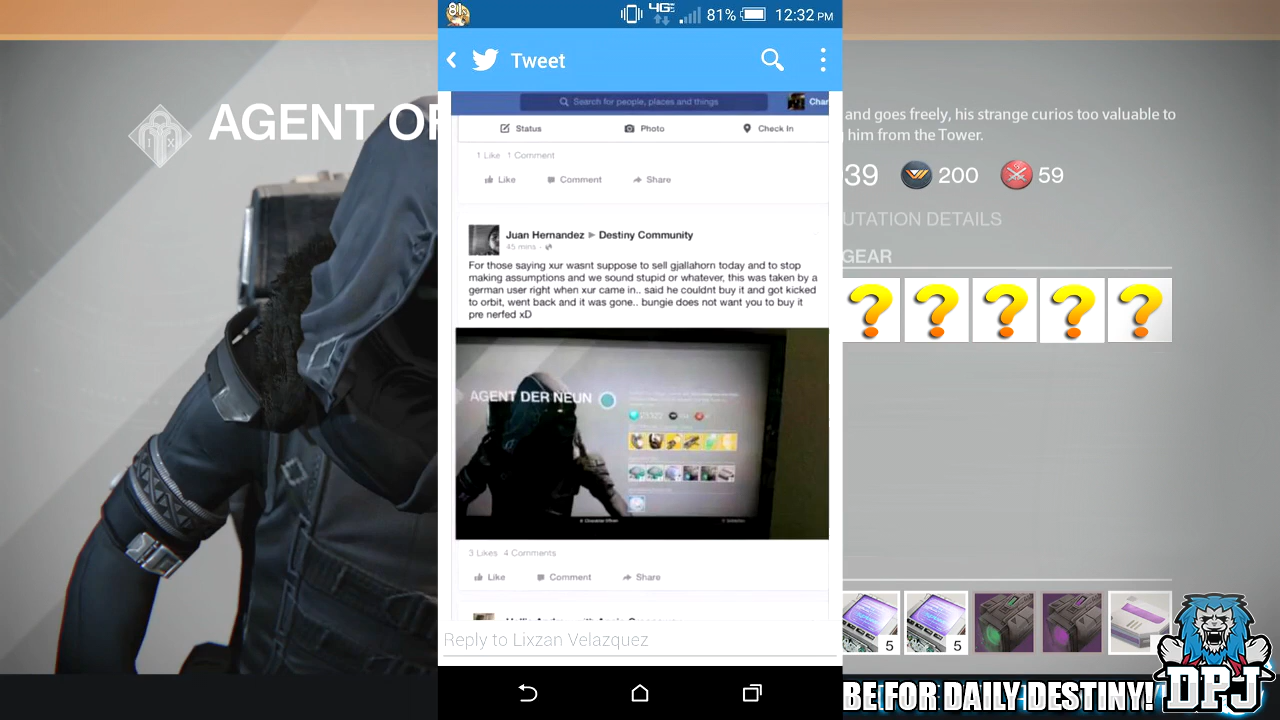 81 4G 81% 12:32 PM
Tweet
Search for people, places and things
Status Photo Check In
1 Like 1 Comment
Like Comment Share
Juan Hernandez ▶ Destiny Community
45 mins ·
For those saying xur wasnt suppose to sell gjallahorn today and to stop
making assumptions and we sound stupid or whatever, this was taken by a
german user right when xur came in.. said he couldnt buy it and got kicked
to orbit, went back and it was gone.. bungie does not want you to buy it
pre nerfed xD
AGENT DER NEUN
3 Likes 4 Comments
Like Comment Share
Reply to Lixzan Velazquez
AGENT OF
IX
and goes freely, his strange curios too valuable to
him from the Tower.
39 200 59
UTATION DETAILS
GEAR
? ? ? ? ?
5 5
BE FOR DAILY DESTINY!
DPJ